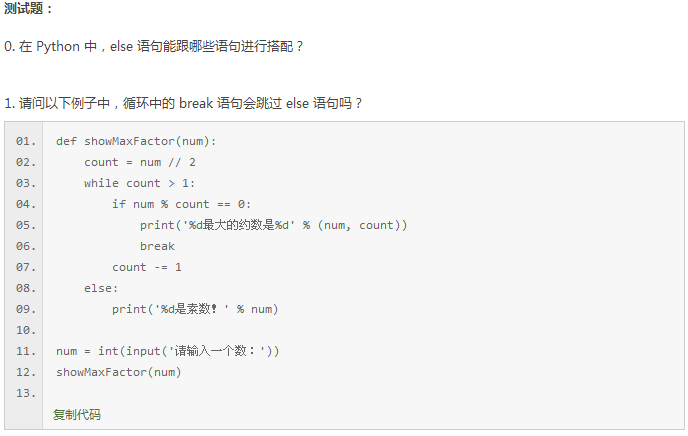 测试题：
0. 在 Python 中，else 语句能跟哪些语句进行搭配？
1. 请问以下例子中，循环中的 break 语句会跳过 else 语句吗？
01. def showMaxFactor(num):
02.     count = num // 2
03.     while count > 1:
04.         if num % count == 0:
05.             print('%d最大的约数是%d' % (num, count))
06.             break
07.         count -= 1
08.     else:
09.         print('%d是素数！' % num)
10.
11. num = int(input('请输入一个数：'))
12. showMaxFactor(num)
13.
复制代码